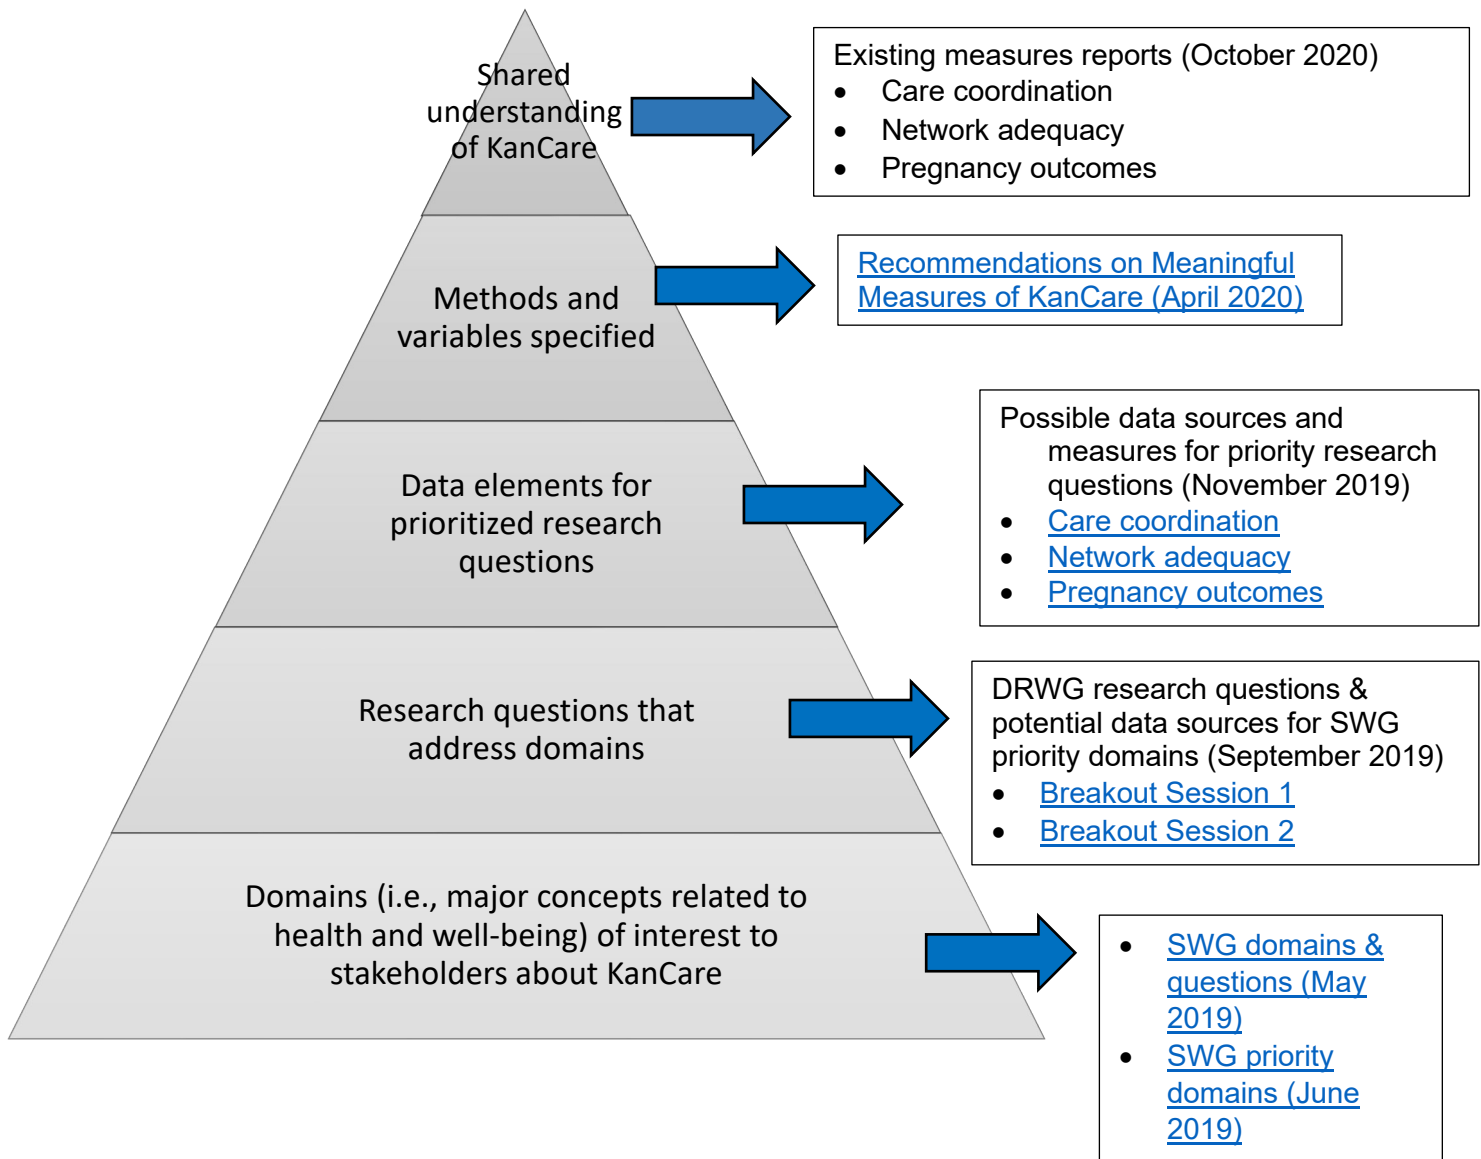 Shared
understanding
of KanCare
Existing measures reports (October 2020)
• Care coordination
• Network adequacy
• Pregnancy outcomes
Methods and
variables specified
Recommendations on Meaningful
Measures of KanCare (April 2020)
Data elements for
prioritized research
questions
Possible data sources and
measures for priority research
questions (November 2019)
• Care coordination
• Network adequacy
• Pregnancy outcomes
Research questions that
address domains
DRWG research questions &
potential data sources for SWG
priority domains (September 2019)
• Breakout Session 1
• Breakout Session 2
Domains (i.e., major concepts related to
health and well-being) of interest to
stakeholders about KanCare
• SWG domains &
questions (May
2019)
• SWG priority
domains (June
2019)